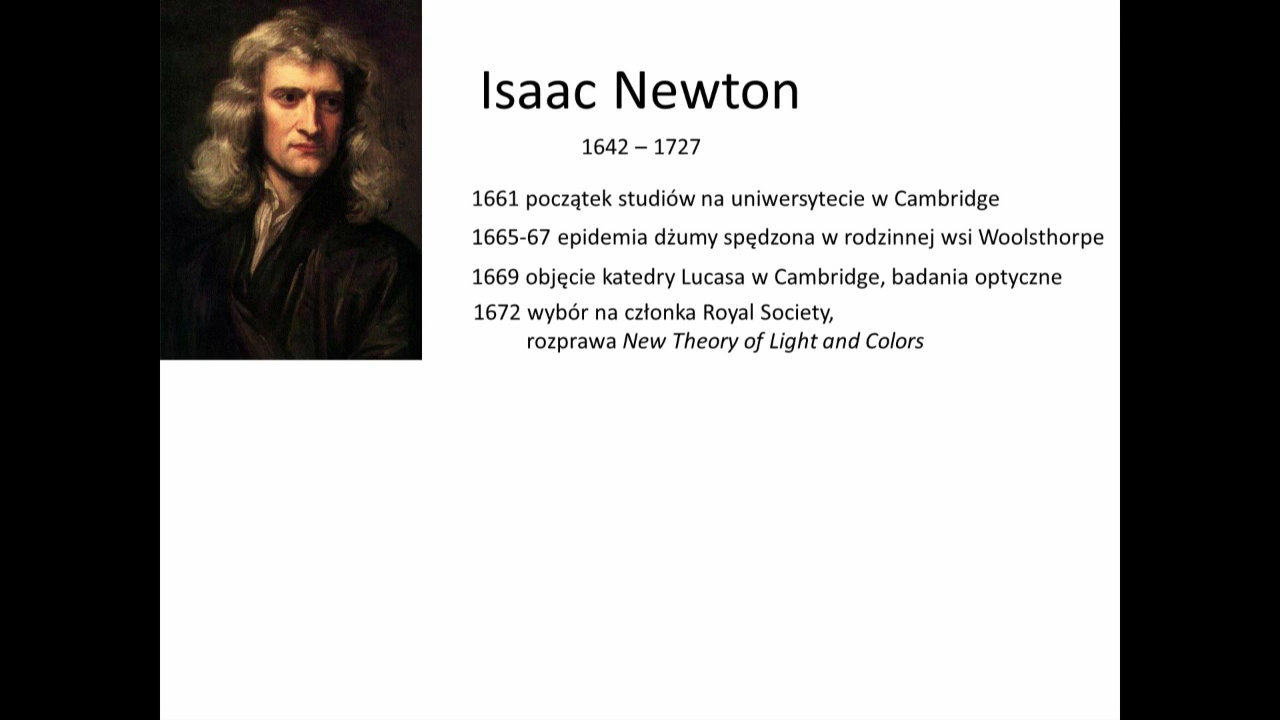 Isaac Newton
1642 – 1727
1661 początek studiów na uniwersytecie w Cambridge
1665-67 epidemia dżumy spędzona w rodzinnej wsi Woolsthorpe
1669 objęcie katedry Lucasa w Cambridge, badania optyczne
1672 wybór na członka Royal Society,
rozprawa New Theory of Light and Colors